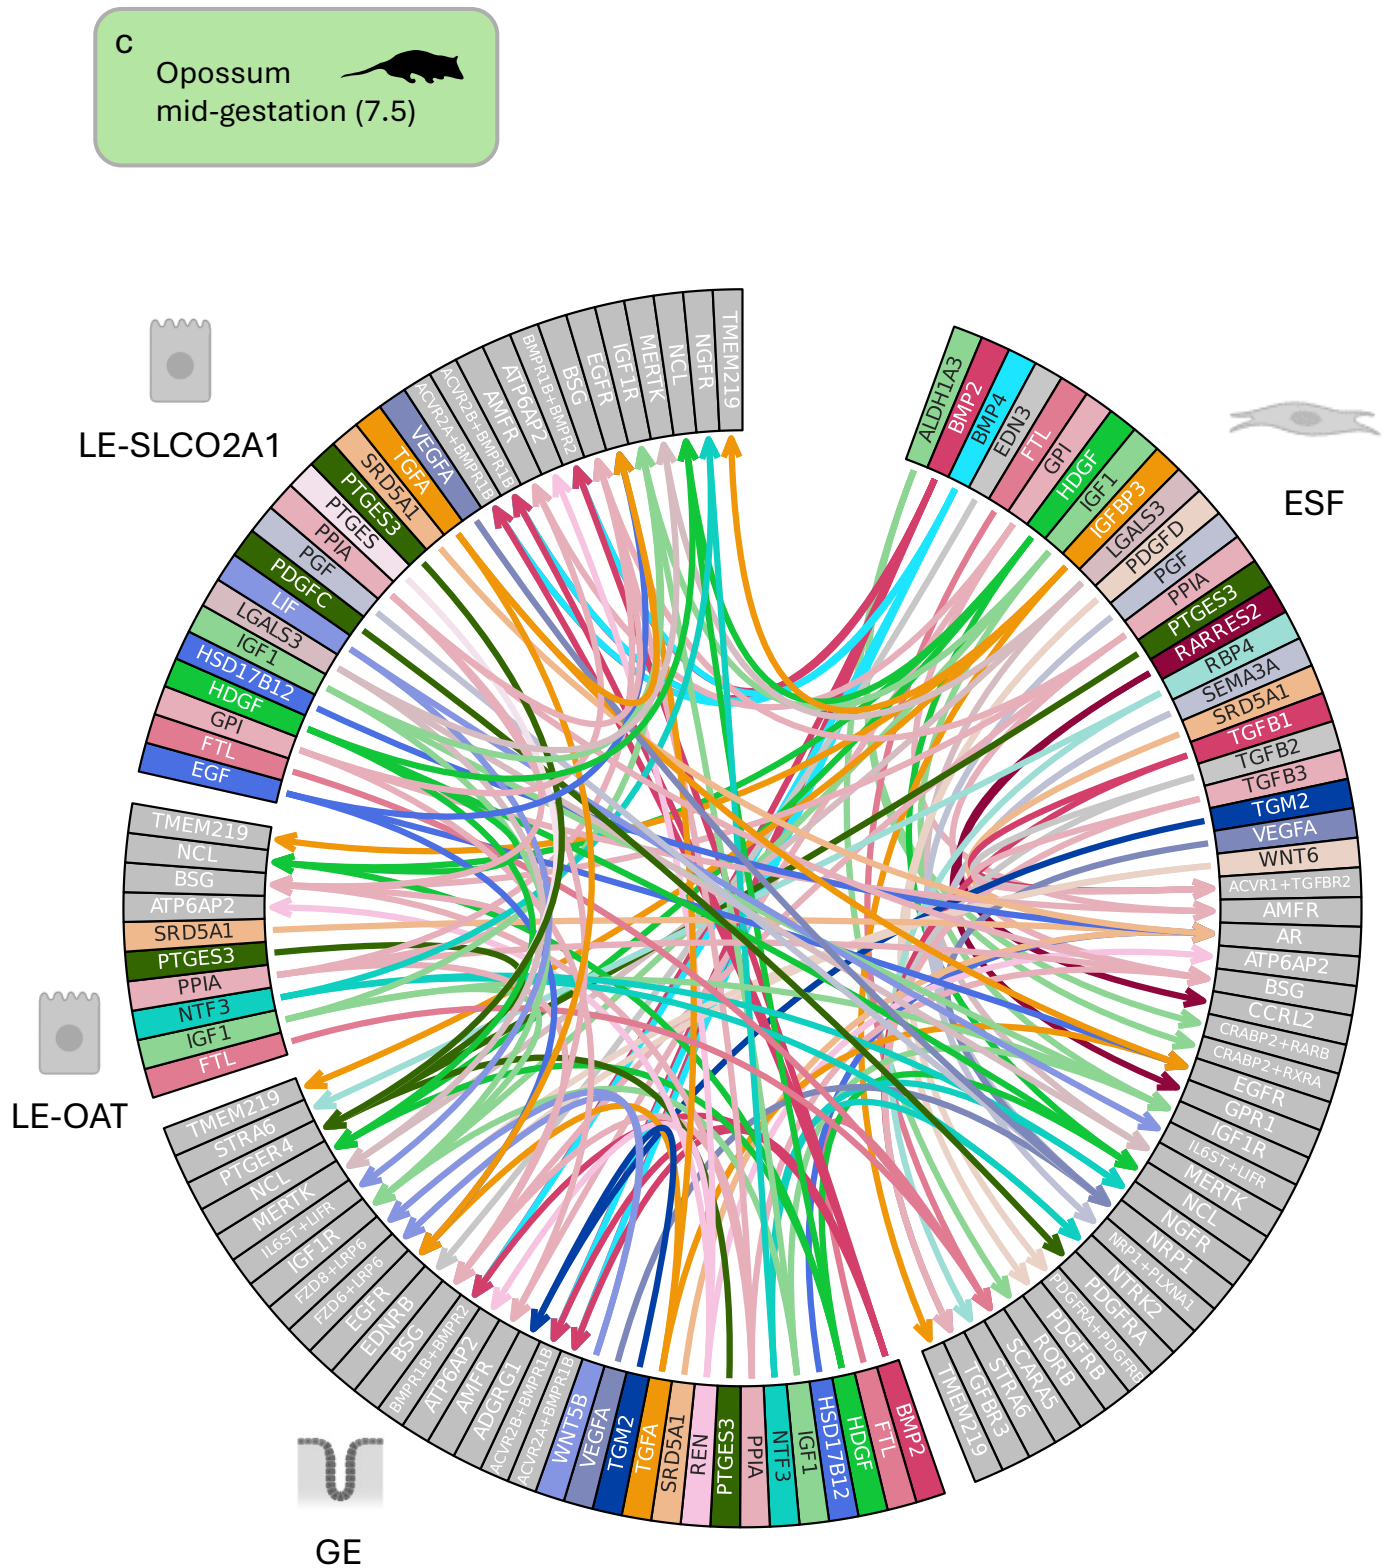 c
Opossum
mid-gestation (7.5)
LE-SLCO2A1
EGF
FTL
GPI
HDGF
HSD17B12
IGF1
LGALS3
LIF
PDGFC
PGF
PPIA
PTGES
PTGES3
SRD5A1
TGFA
VEGFA
ACVR2A+BMPR1B
ACVR2B+BMPR1B
AMFR
ATP6AP2
BMPR1B+BMPR2
BSG
EGFR
IGF1R
MERTK
NCL
NGFR
TMEM219
ESF
ALDH1A3
BMP2
BMP4
EDN3
FTL
GPI
HDGF
IGF1
IGFBP3
LGALS3
PDGFD
PGF
PPIA
PTGES3
RARRES2
RBP4
SEMA3A
SRD5A1
TGFB1
TGFB2
TGFB3
TGM2
VEGFA
WNT6
ACVR1+TGFBR2
AMFR
AR
ATP6AP2
BSG
CCRL2
CRABP2+RARB
CRABP2+RXRA
EGFR
GPR1
IGF1R
IL6ST+LIFR
MERTK
NCL
NGFR
NRP1
NRP1+PLXNA1
NTRK2
PDGFRA
PDGFRA+PDGFRB
PDGFRB
RORB
SCARA5
STRA6
TGFBR3
TMEM219
GE
BMP2
FTL
HDGF
HSD17B12
IGF1
NTF3
PPIA
PTGES3
REN
SRD5A1
TGFA
TGM2
VEGFA
WNT5B
ACVR2A+BMPR1B
ACVR2B+BMPR1B
ADGRG1
AMFR
ATP6AP2
BMPR1B+BMPR2
BSG
EDNRB
EGFR
FZD6+LRP6
FZD8+LRP6
IGF1R
IL6ST+LIFR
MERTK
NCL
PTGER4
STRA6
TMEM219
LE-OAT
FTL
IGF1
NTF3
PPIA
PTGES3
SRD5A1
ATP6AP2
BSG
NCL
TMEM219